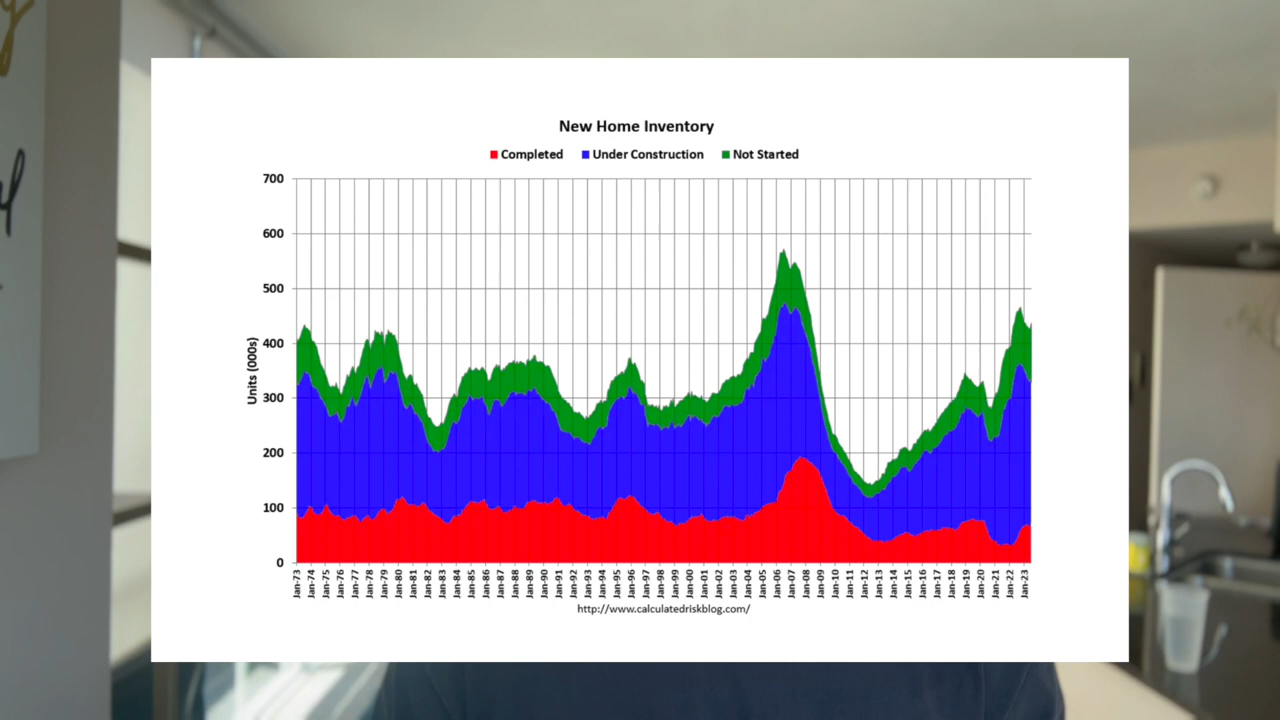 New Home Inventory
Completed Under Construction Not Started
700
600
500
400
300
200
100
0
Units (000s)
Jan-73 Jan-74 Jan-75 Jan-76 Jan-77 Jan-78 Jan-79 Jan-80 Jan-81 Jan-82 Jan-83 Jan-84 Jan-85 Jan-86 Jan-87 Jan-88 Jan-89 Jan-90 Jan-91 Jan-92 Jan-93 Jan-94 Jan-95 Jan-96 Jan-97 Jan-98 Jan-99 Jan-00 Jan-01 Jan-02 Jan-03 Jan-04 Jan-05 Jan-06 Jan-07 Jan-08 Jan-09 Jan-10 Jan-11 Jan-12 Jan-13 Jan-14 Jan-15 Jan-16 Jan-17 Jan-18 Jan-19 Jan-20 Jan-21 Jan-22 Jan-23
http://www.calculatedriskblog.com/